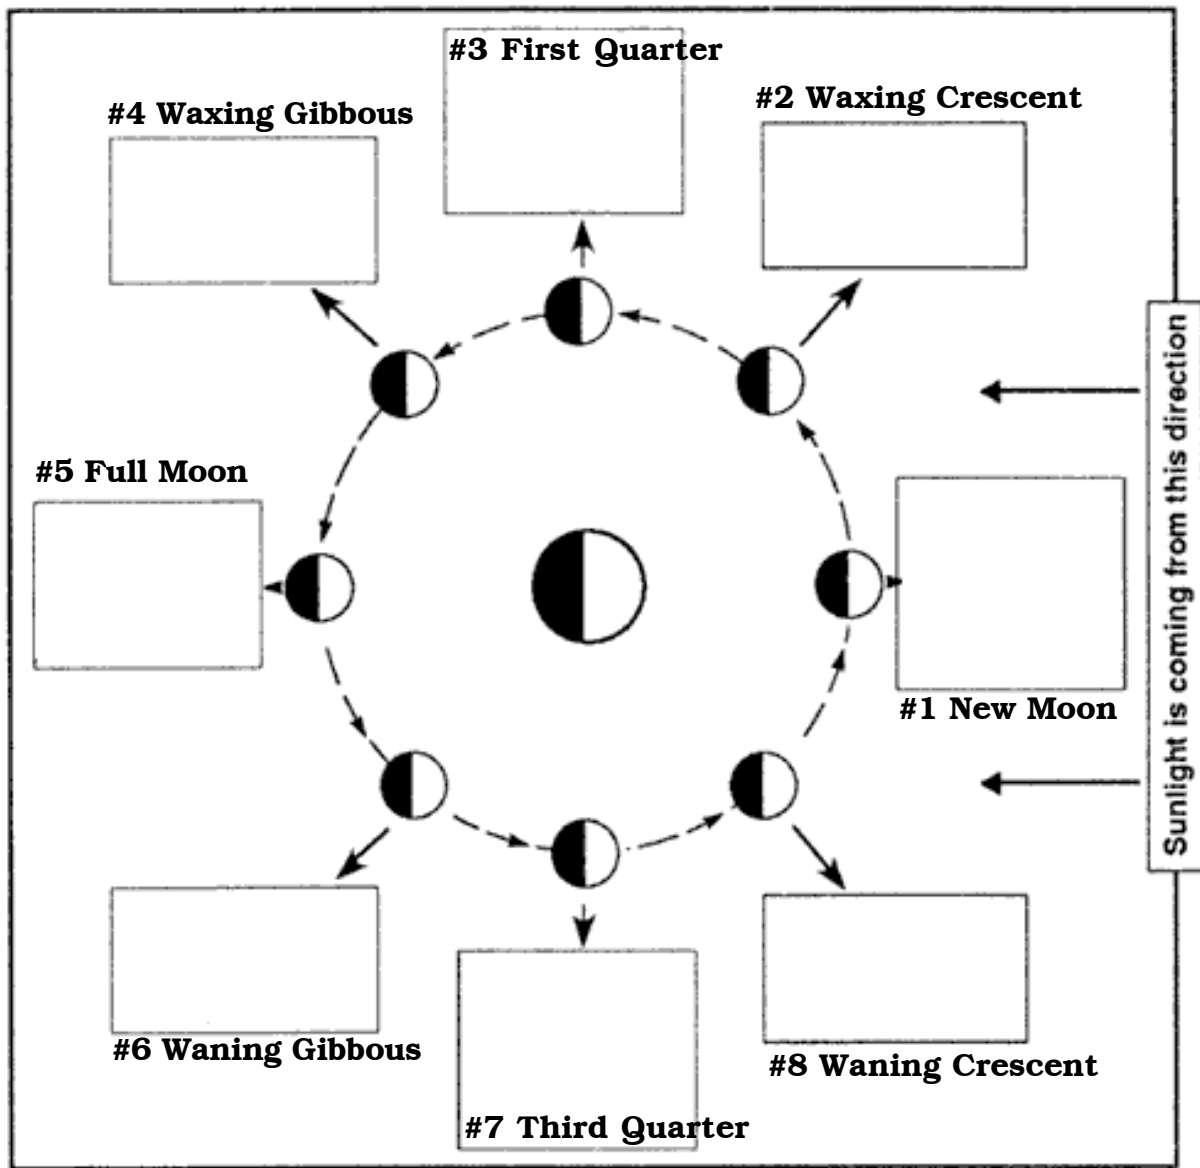 #3 First Quarter
#2 Waxing Crescent
#4 Waxing Gibbous
#5 Full Moon
Sunlight is coming from this direction
#1 New Moon
#6 Waning Gibbous
#8 Waning Crescent
#7 Third Quarter